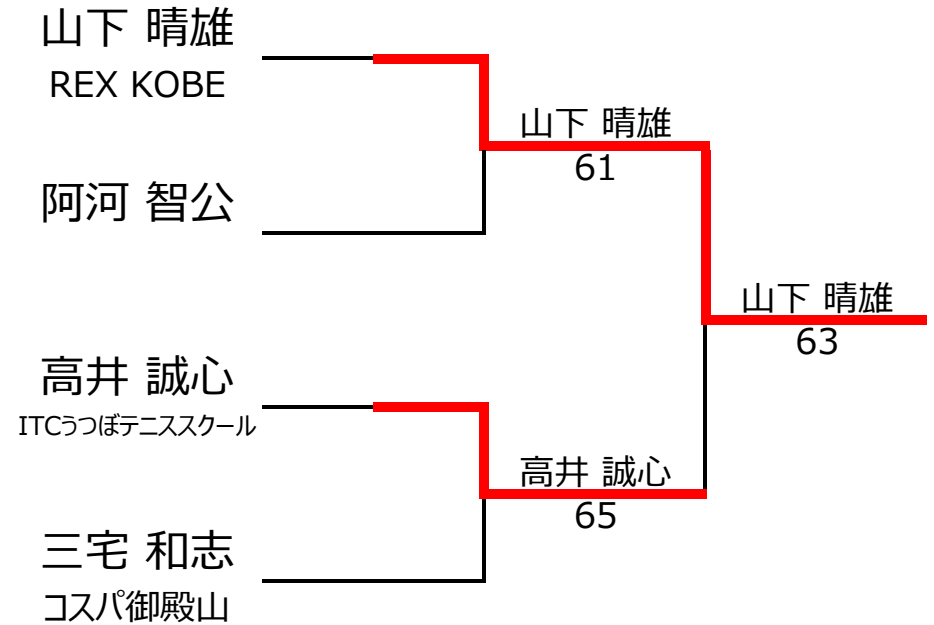 山下 晴雄
REX KOBE
山下 晴雄
61
阿河 智公
山下 晴雄
63
高井 誠心
ITCうつぼテニススクール
高井 誠心
65
三宅 和志
コスパ御殿山